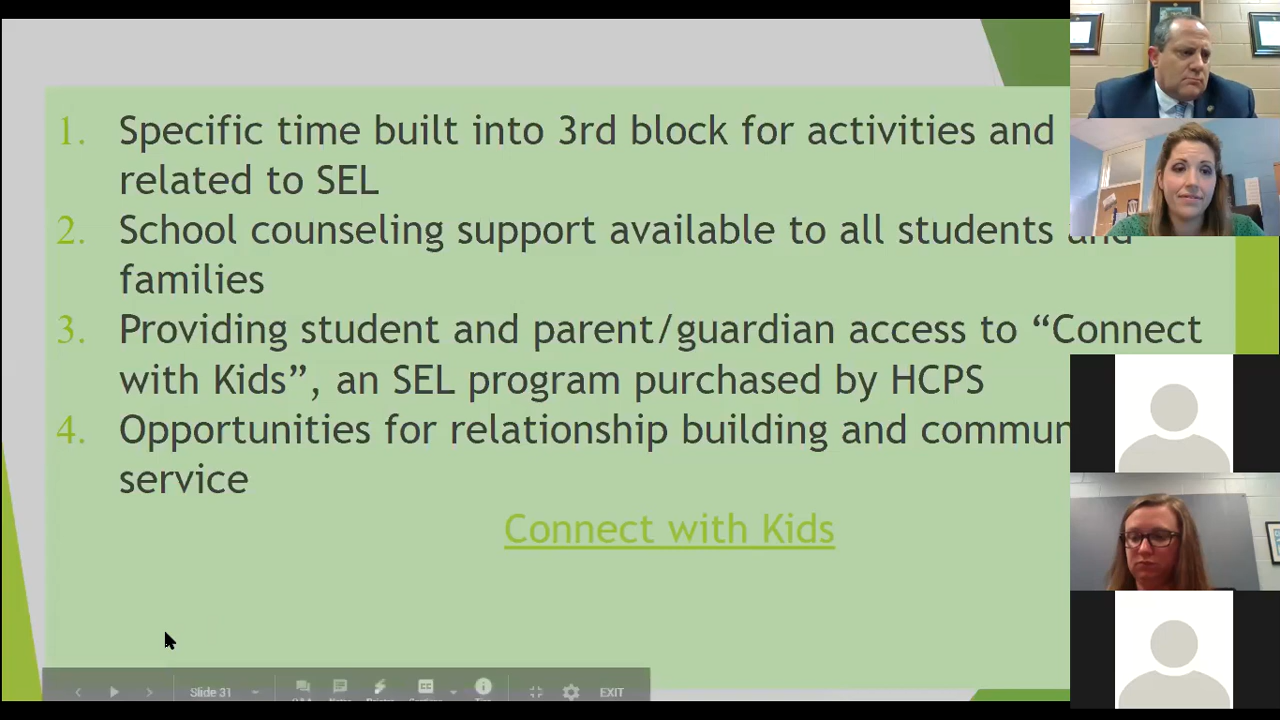 1. Specific time built into 3rd block for activities and
related to SEL
2. School counseling support available to all students and
families
3. Providing student and parent/guardian access to “Connect
with Kids”, an SEL program purchased by HCPS
4. Opportunities for relationship building and commun
service
Connect with Kids
Slide 31 EXIT